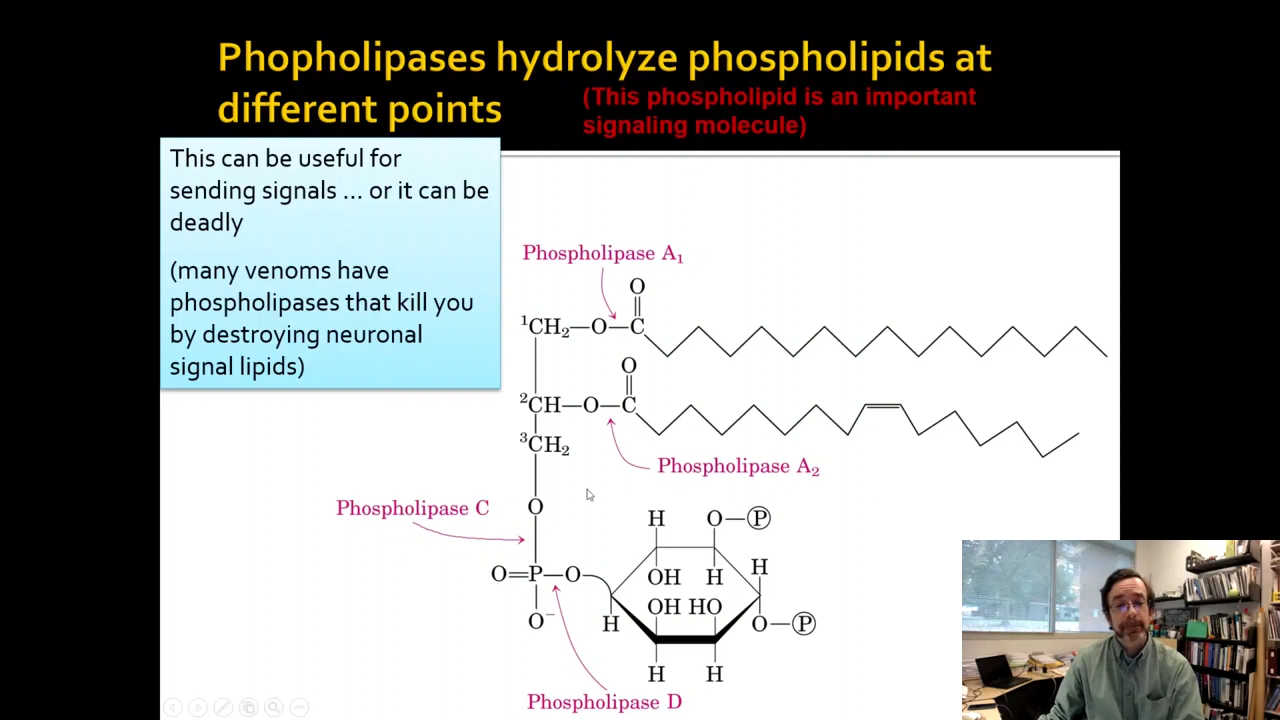 Phopholipases hydrolyze phospholipids at
different points
(This phospholipid is an important
signaling molecule)
This can be useful for
sending signals ... or it can be
deadly
(many venoms have
phospholipases that kill you
by destroying neuronal
signal lipids)
Phospholipase A₁
O
¹CH₂—O—C
O
²CH—O—C
³CH₂
Phospholipase A₂
Phospholipase C
O
H O—Ⓟ
O=P—O
OH H H
O⁻
H OH HO O—Ⓟ
H H
Phospholipase D